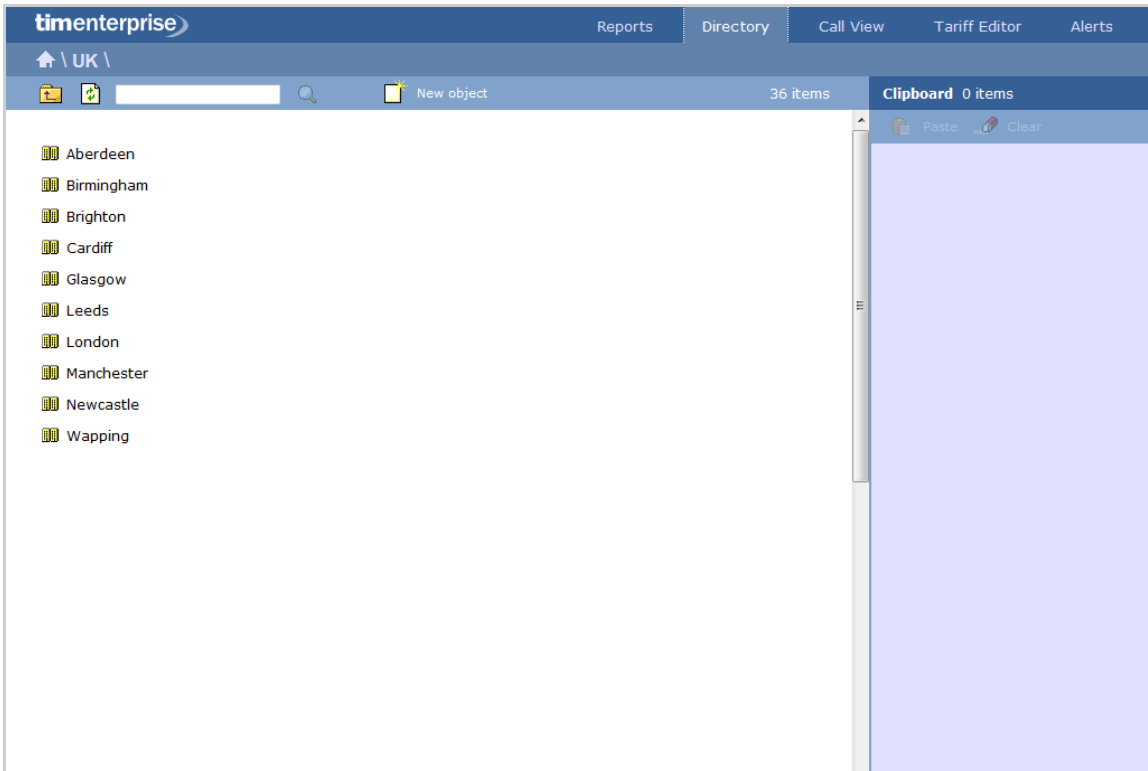 timenterprise
Reports Directory Call View Tariff Editor Alerts
\ UK \
New object 36 items Clipboard 0 items
Paste Clear
Aberdeen
Birmingham
Brighton
Cardiff
Glasgow
Leeds
London
Manchester
Newcastle
Wapping